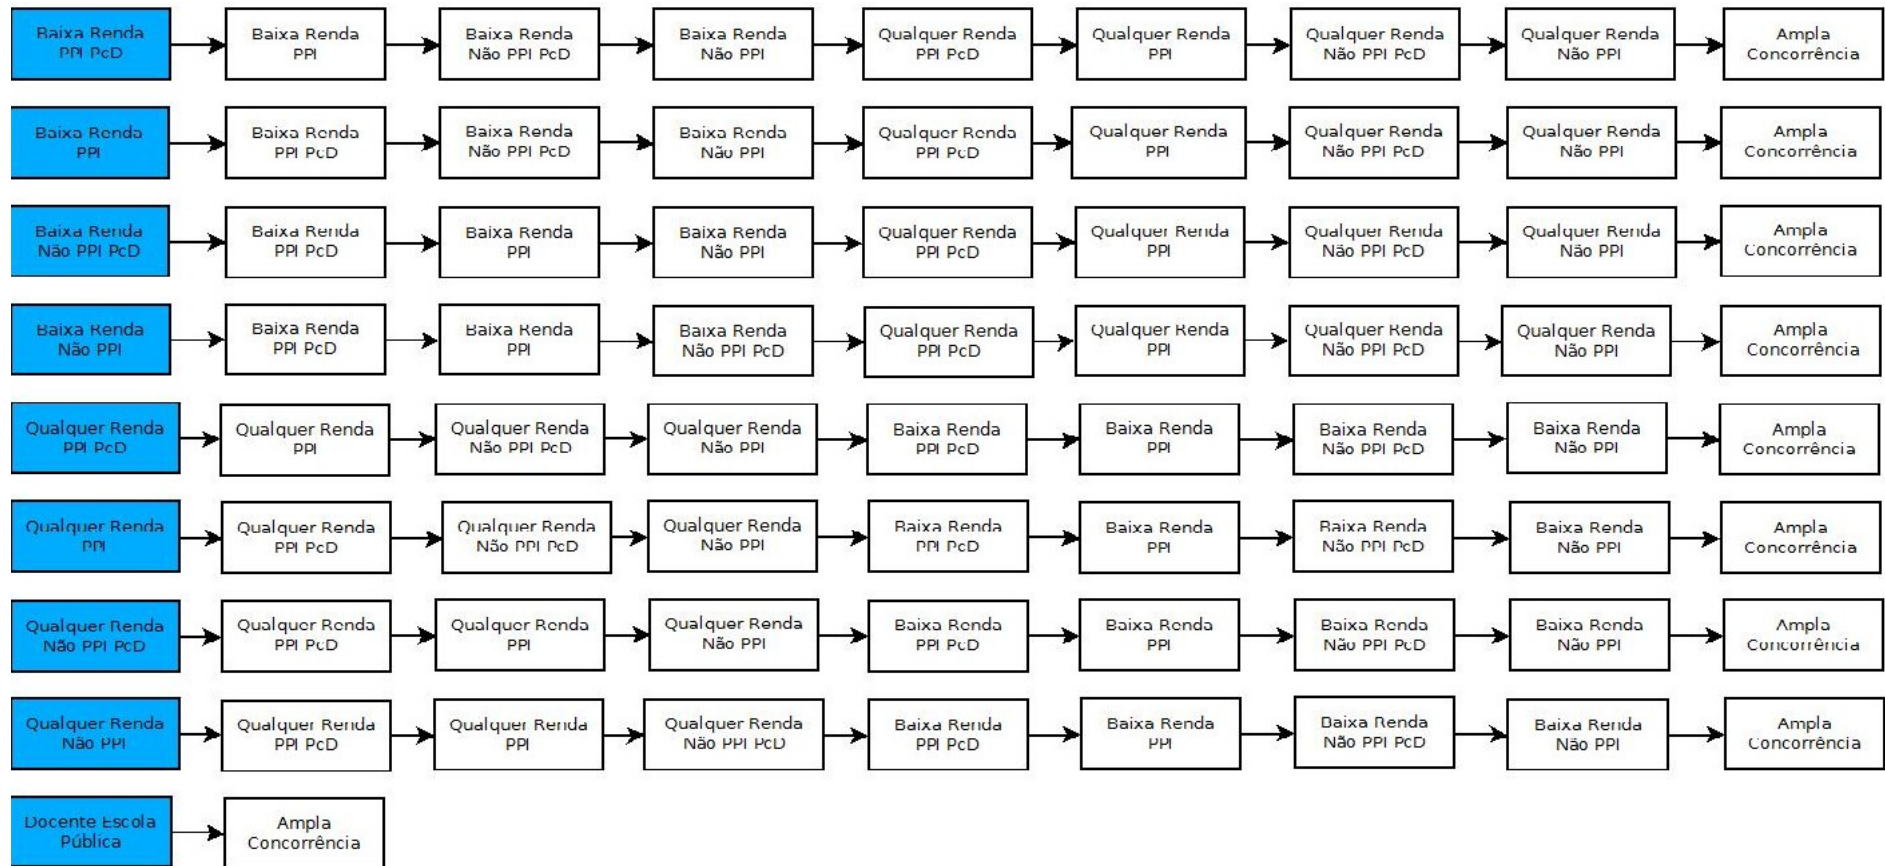 Baixa Renda
PPI PcD
Baixa Renda
PPI
Baixa Renda
Não PPI PcD
Baixa Renda
Não PPI
Qualquer Renda
PPI PcD
Qualquer Renda
PPI
Qualquer Renda
Não PPI PcD
Qualquer Renda
Não PPI
Ampla
Concorrência
Baixa Renda
PPI
Baixa Renda
PPI PcD
Baixa Renda
Não PPI PcD
Baixa Renda
Não PPI
Qualquer Renda
PPI PcD
Qualquer Renda
PPI
Qualquer Renda
Não PPI PcD
Qualquer Renda
Não PPI
Ampla
Concorrência
Baixa Renda
Não PPI PcD
Baixa Renda
PPI PcD
Baixa Renda
PPI
Baixa Renda
Não PPI
Qualquer Renda
PPI PcD
Qualquer Renda
PPI
Qualquer Renda
Não PPI PcD
Qualquer Renda
Não PPI
Ampla
Concorrência
Baixa Renda
Não PPI
Baixa Renda
PPI PcD
Baixa Renda
PPI
Baixa Renda
Não PPI PcD
Qualquer Renda
PPI PcD
Qualquer Renda
PPI
Qualquer Renda
Não PPI PcD
Qualquer Renda
Não PPI
Ampla
Concorrência
Qualquer Renda
PPI PcD
Qualquer Renda
PPI
Qualquer Renda
Não PPI PcD
Qualquer Renda
Não PPI
Baixa Renda
PPI PcD
Baixa Renda
PPI
Baixa Renda
Não PPI PcD
Baixa Renda
Não PPI
Ampla
Concorrência
Qualquer Renda
PPI
Qualquer Renda
PPI PcD
Qualquer Renda
Não PPI PcD
Qualquer Renda
Não PPI
Baixa Renda
PPI PcD
Baixa Renda
PPI
Baixa Renda
Não PPI PcD
Baixa Renda
Não PPI
Ampla
Concorrência
Qualquer Renda
Não PPI PcD
Qualquer Renda
PPI PcD
Qualquer Renda
PPI
Qualquer Renda
Não PPI
Baixa Renda
PPI PcD
Baixa Renda
PPI
Baixa Renda
Não PPI PcD
Baixa Renda
Não PPI
Ampla
Concorrência
Qualquer Renda
Não PPI
Qualquer Renda
PPI PcD
Qualquer Renda
PPI
Qualquer Renda
Não PPI PcD
Baixa Renda
PPI PcD
Baixa Renda
PPI
Baixa Renda
Não PPI PcD
Baixa Renda
Não PPI
Ampla
Concorrência
Docente Escola
Pública
Ampla
Concorrência